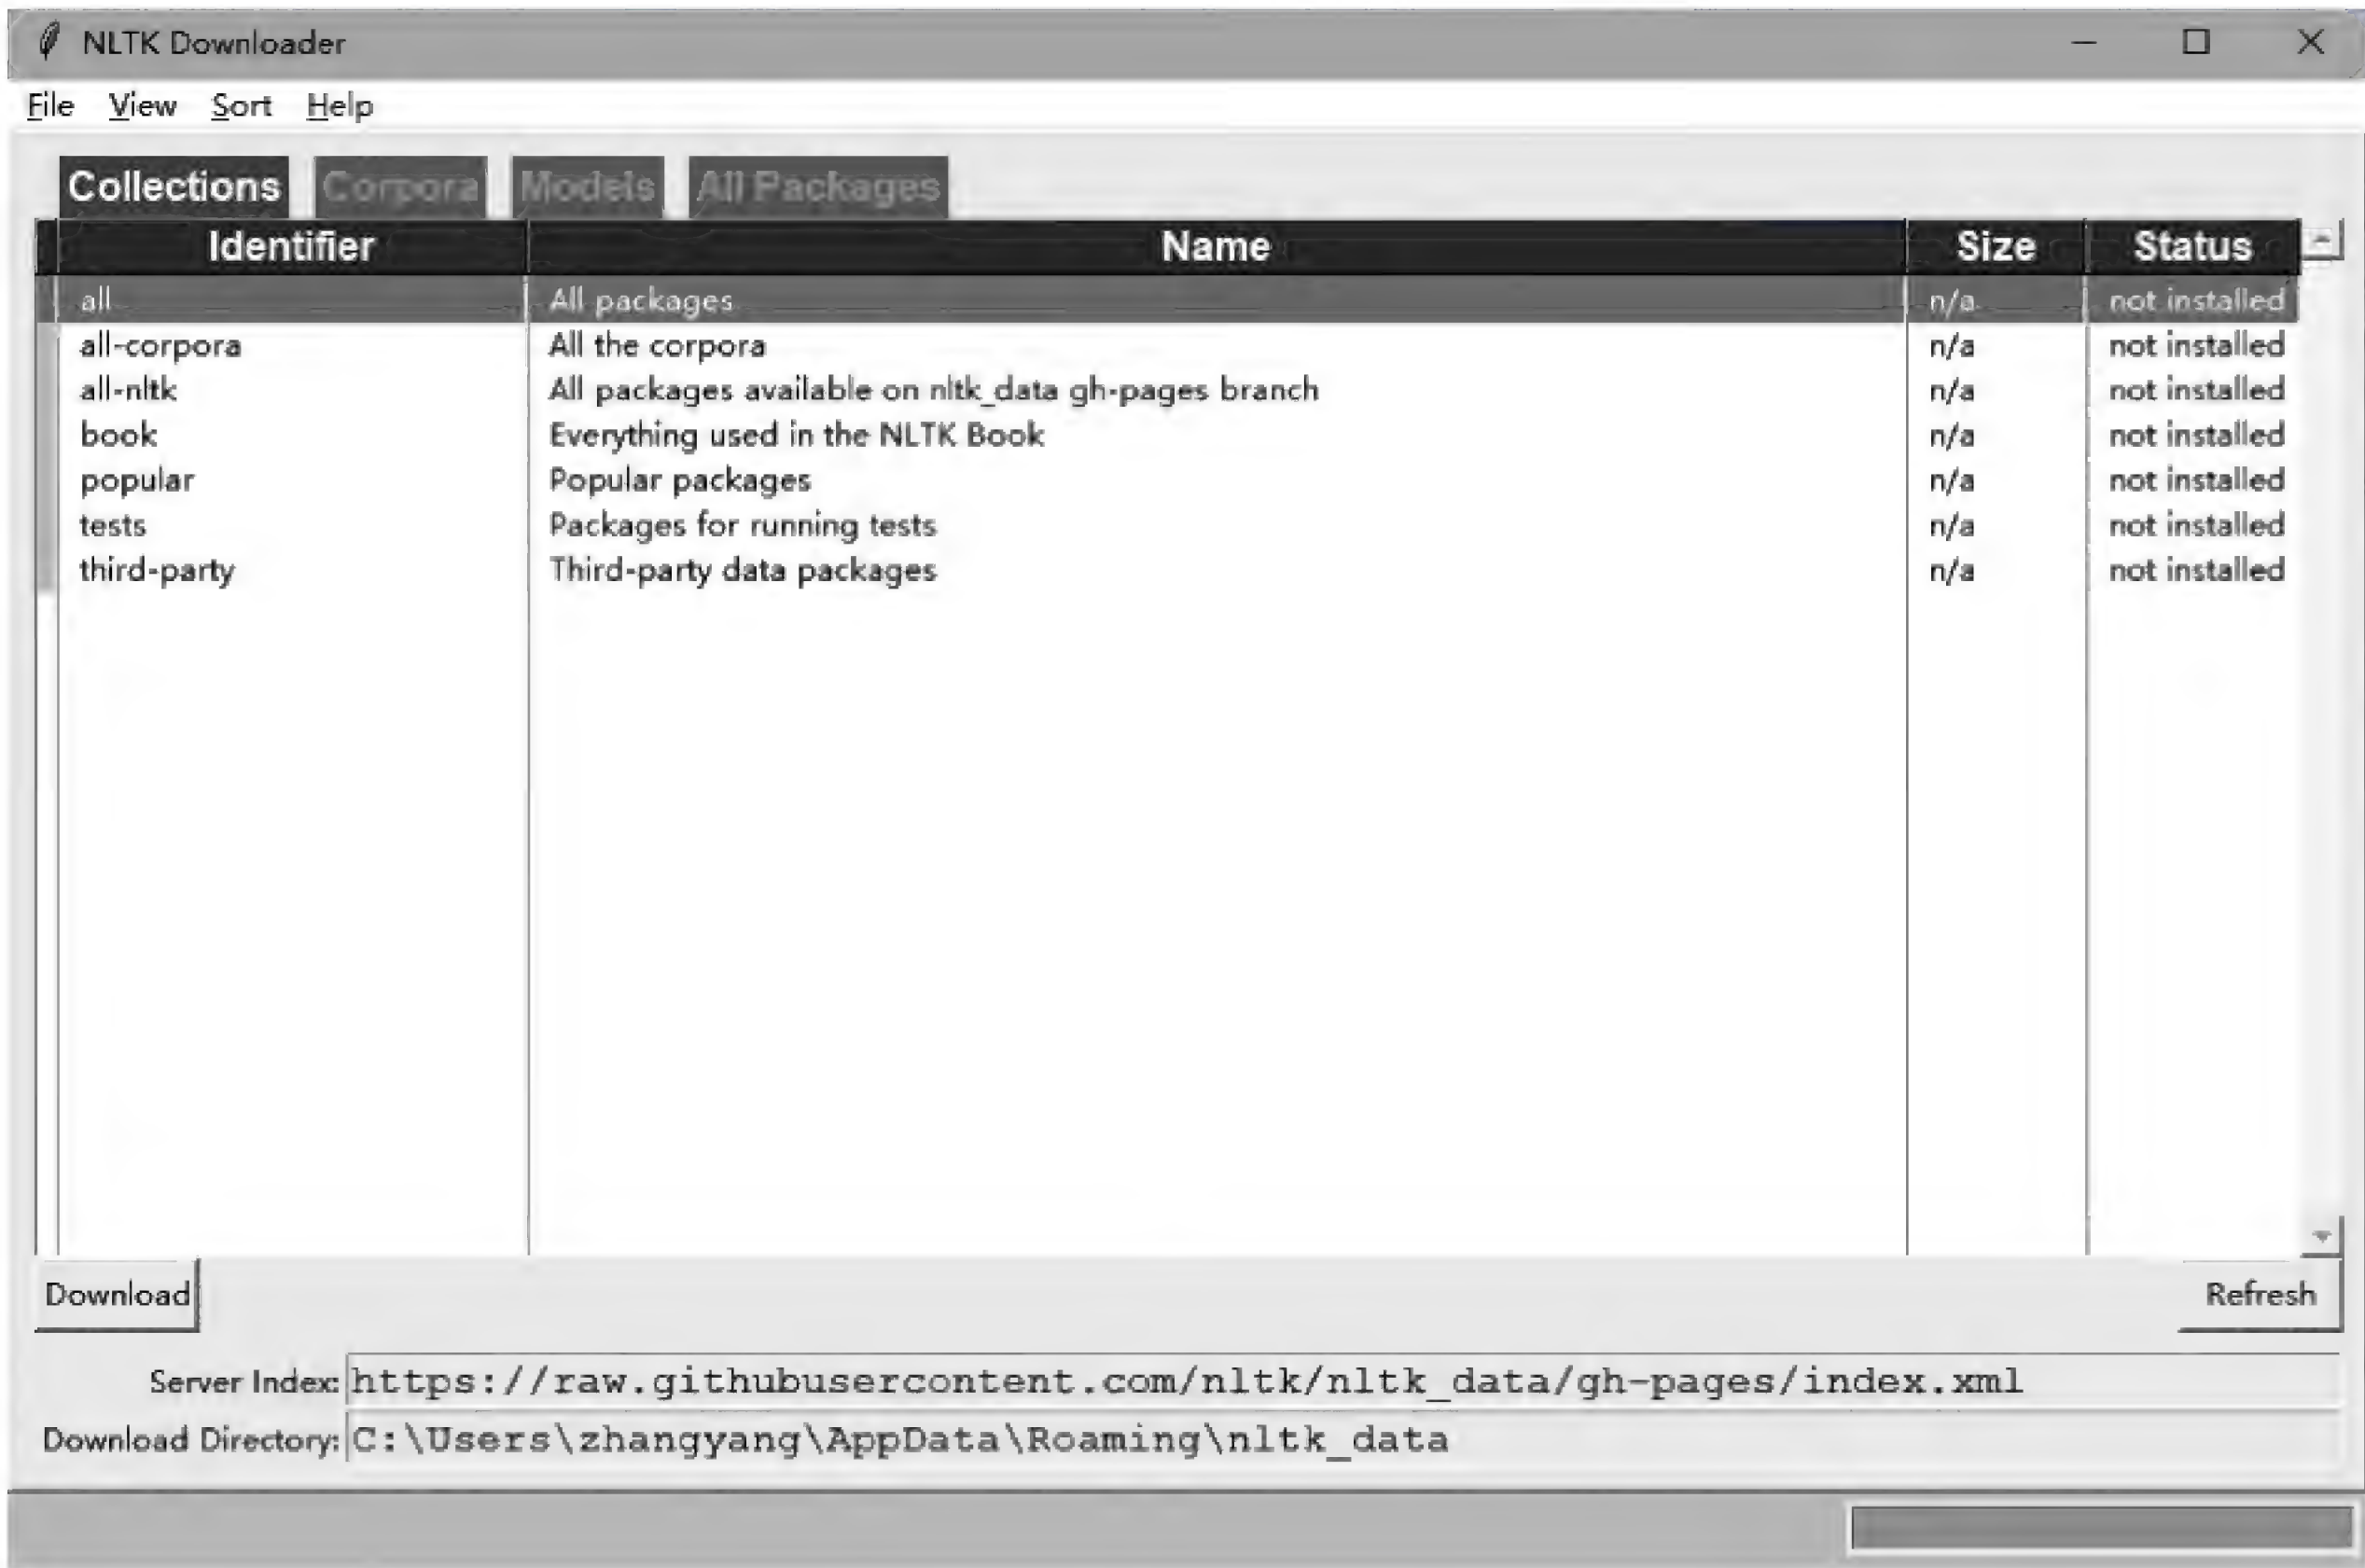 NLTK Downloader
File View Sort Help
Collections Corpora Models All Packages
Identifier Name Size Status
all All packages n/a not installed
all-corpora All the corpora n/a not installed
all-nltk All packages available on nltk_data gh-pages branch n/a not installed
book Everything used in the NLTK Book n/a not installed
popular Popular packages n/a not installed
tests Packages for running tests n/a not installed
third-party Third-party data packages n/a not installed
Download Refresh
Server Index: https://raw.githubusercontent.com/nltk/nltk_data/gh-pages/index.xml
Download Directory: C:\Users\zhangyang\AppData\Roaming\nltk_data